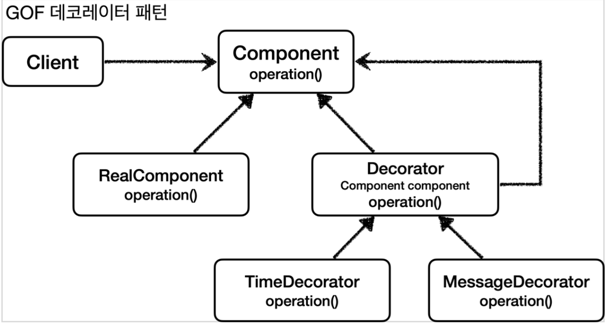 GOF 데코레이터 패턴
Client
Component
operation()
RealComponent
operation()
Decorator
Component component
operation()
TimeDecorator
operation()
MessageDecorator
operation()